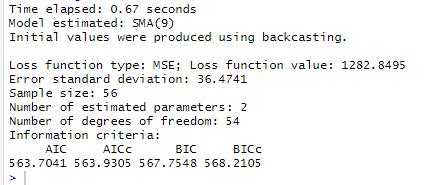 Time elapsed: 0.67 seconds
Model estimated: SMA(9)
Initial values were produced using backcasting.
Loss function type: MSE; Loss function value: 1282.8495
Error standard deviation: 36.4741
Sample size: 56
Number of estimated parameters: 2
Number of degrees of freedom: 54
Information criteria:
AIC AICc BIC BICc
563.7041 563.9305 567.7548 568.2105
>